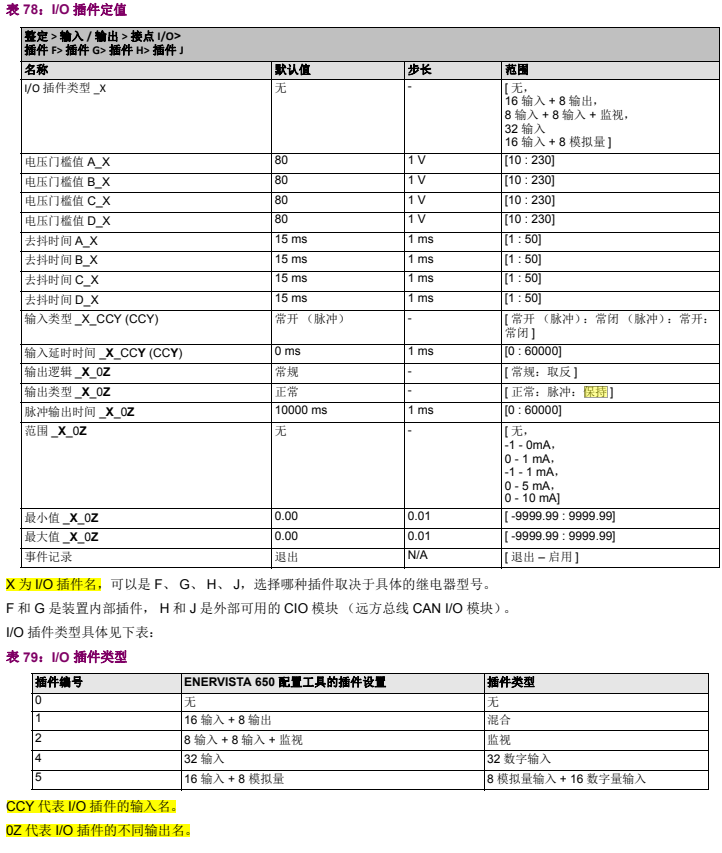 表 78：I/O 插件定值
整定 > 输入 / 输出 > 接点 I/O>
插件 F> 插件 G> 插件 H> 插件 J
名称 默认值 步长 范围
I/O 插件类型 _X 无 - [ 无，
16 输入 + 8 输出，
8 输入 + 8 输入 + 监视，
32 输入
16 输入 + 8 模拟量 ]
电压门槛值 A_X 80 1 V [10 : 230]
电压门槛值 B_X 80 1 V [10 : 230]
电压门槛值 C_X 80 1 V [10 : 230]
电压门槛值 D_X 80 1 V [10 : 230]
去抖时间 A_X 15 ms 1 ms [1 : 50]
去抖时间 B_X 15 ms 1 ms [1 : 50]
去抖时间 C_X 15 ms 1 ms [1 : 50]
去抖时间 D_X 15 ms 1 ms [1 : 50]
输入类型 _X_CCY (CCY) 常开 （脉冲） - [ 常开 （脉冲）：常闭 （脉冲）：常开：
常闭 ]
输入延时时间 _X_CCY (CCY) 0 ms 1 ms [0 : 60000]
输出逻辑 _X_0Z 常规 - [ 常规：取反 ]
输出类型 _X_0Z 正常 - [ 正常：脉冲：保持 ]
脉冲输出时间 _X_0Z 10000 ms 1 ms [0 : 60000]
范围 _X_0Z 无 - [ 无，
-1 - 0mA，
0 - 1 mA，
-1 - 1 mA，
0 - 5 mA，
0 - 10 mA]
最小值 _X_0Z 0.00 0.01 [ -9999.99 : 9999.99]
最大值 _X_0Z 0.00 0.01 [ -9999.99 : 9999.99]
事件记录 退出 N/A [ 退出 – 启用 ]
X 为 I/O 插件名，可以是 F、 G、 H、 J，选择哪种插件取决于具体的继电器型号。
F 和 G 是装置内部插件， H 和 J 是外部可用的 CIO 模块 （远方总线 CAN I/O 模块）。
I/O 插件类型具体见下表：
表 79：I/O 插件类型
插件编号 ENERVISTA 650 配置工具的插件设置 插件类型
0 无 无
1 16 输入 + 8 输出 混合
2 8 输入 + 8 输入 + 监视 监视
4 32 输入 32 数字输入
5 16 输入 + 8 模拟量 8 模拟量输入 + 16 数字量输入
CCY 代表 I/O 插件的输入名。
0Z 代表 I/O 插件的不同输出名。